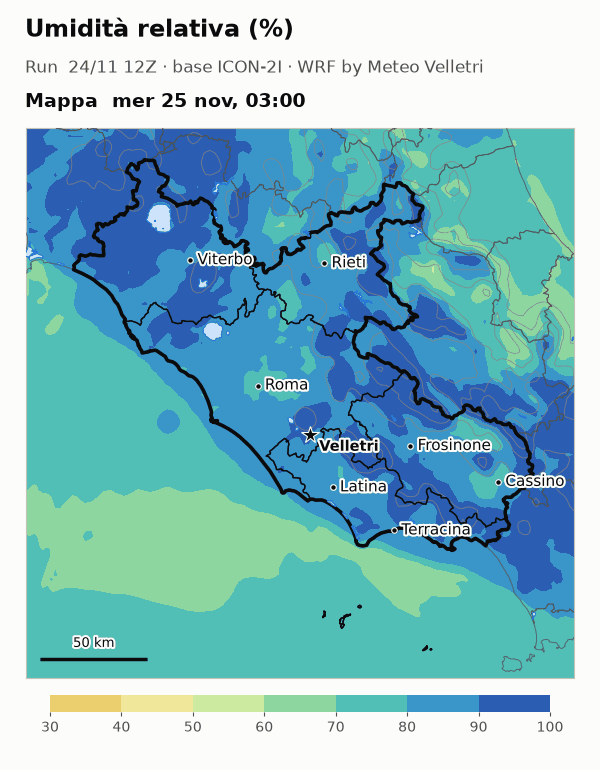 Umidità relativa (%)
Run  24/11 12Z · base ICON-2I · WRF by Meteo Velletri
Mappa  mer 25 nov, 03:00
Viterbo
Rieti
Roma
Velletri
Frosinone
Cassino
Latina
Terracina
50 km
30 40 50 60 70 80 90 100